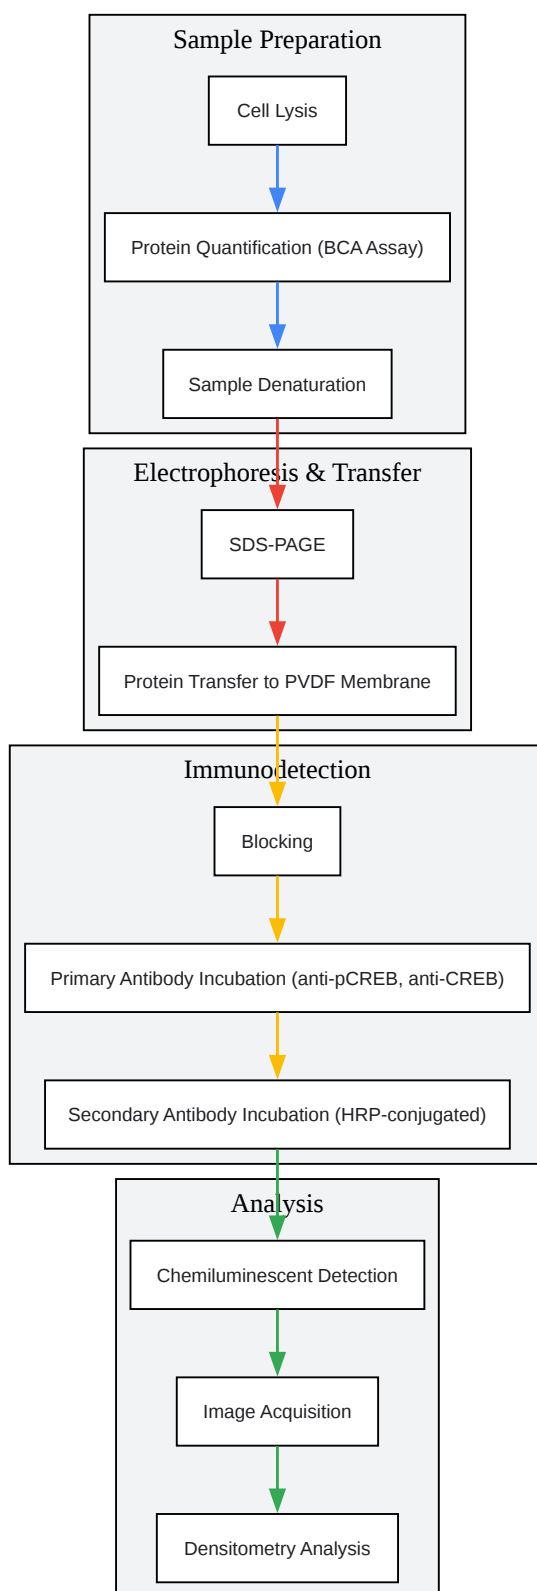 Sample Preparation
Cell Lysis
Protein Quantification (BCA Assay)
Sample Denaturation
Electrophoresis & Transfer
SDS-PAGE
Protein Transfer to PVDF Membrane
Immunodetection
Blocking
Primary Antibody Incubation (anti-pCREB, anti-CREB)
Secondary Antibody Incubation (HRP-conjugated)
Analysis
Chemiluminescent Detection
Image Acquisition
Densitometry Analysis